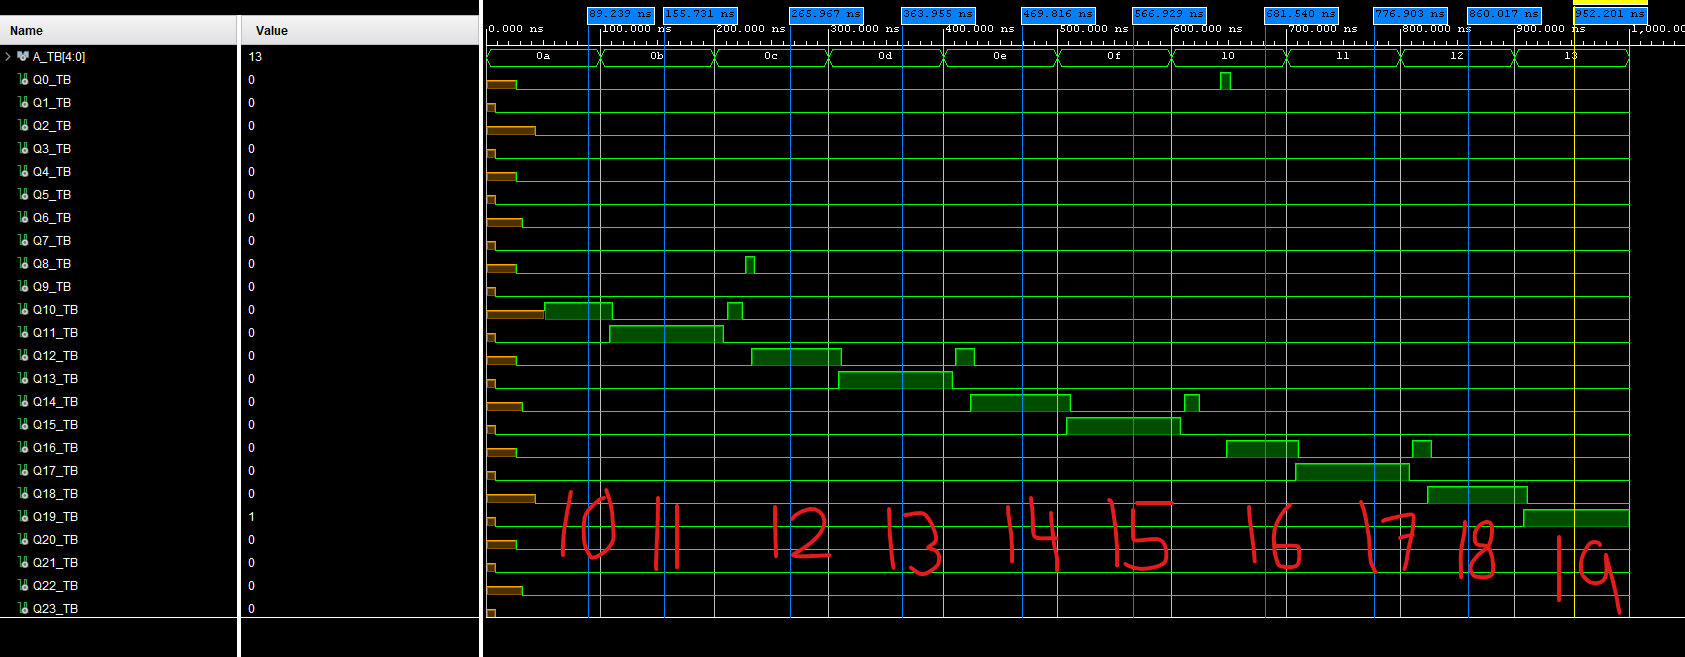 89.239 ns 155.731 ns 265.967 ns 363.955 ns 469.816 ns 566.929 ns 681.540 ns 776.903 ns 860.017 ns 952.201 ns
Name Value 0.000 ns 100.000 ns 200.000 ns 300.000 ns 400.000 ns 500.000 ns 600.000 ns 700.000 ns 800.000 ns 900.000 ns 1,000.00
A_TB[4:0] 13 0a 0b 0c 0d 0e 0f 10 11 12 13
Q0_TB 0
Q1_TB 0
Q2_TB 0
Q3_TB 0
Q4_TB 0
Q5_TB 0
Q6_TB 0
Q7_TB 0
Q8_TB 0
Q9_TB 0
Q10_TB 0
Q11_TB 0
Q12_TB 0
Q13_TB 0
Q14_TB 0
Q15_TB 0
Q16_TB 0
Q17_TB 0
Q18_TB 0
Q19_TB 1
Q20_TB 0
Q21_TB 0
Q22_TB 0
Q23_TB 0
10 11 12 13 14 15 16 17 18 19